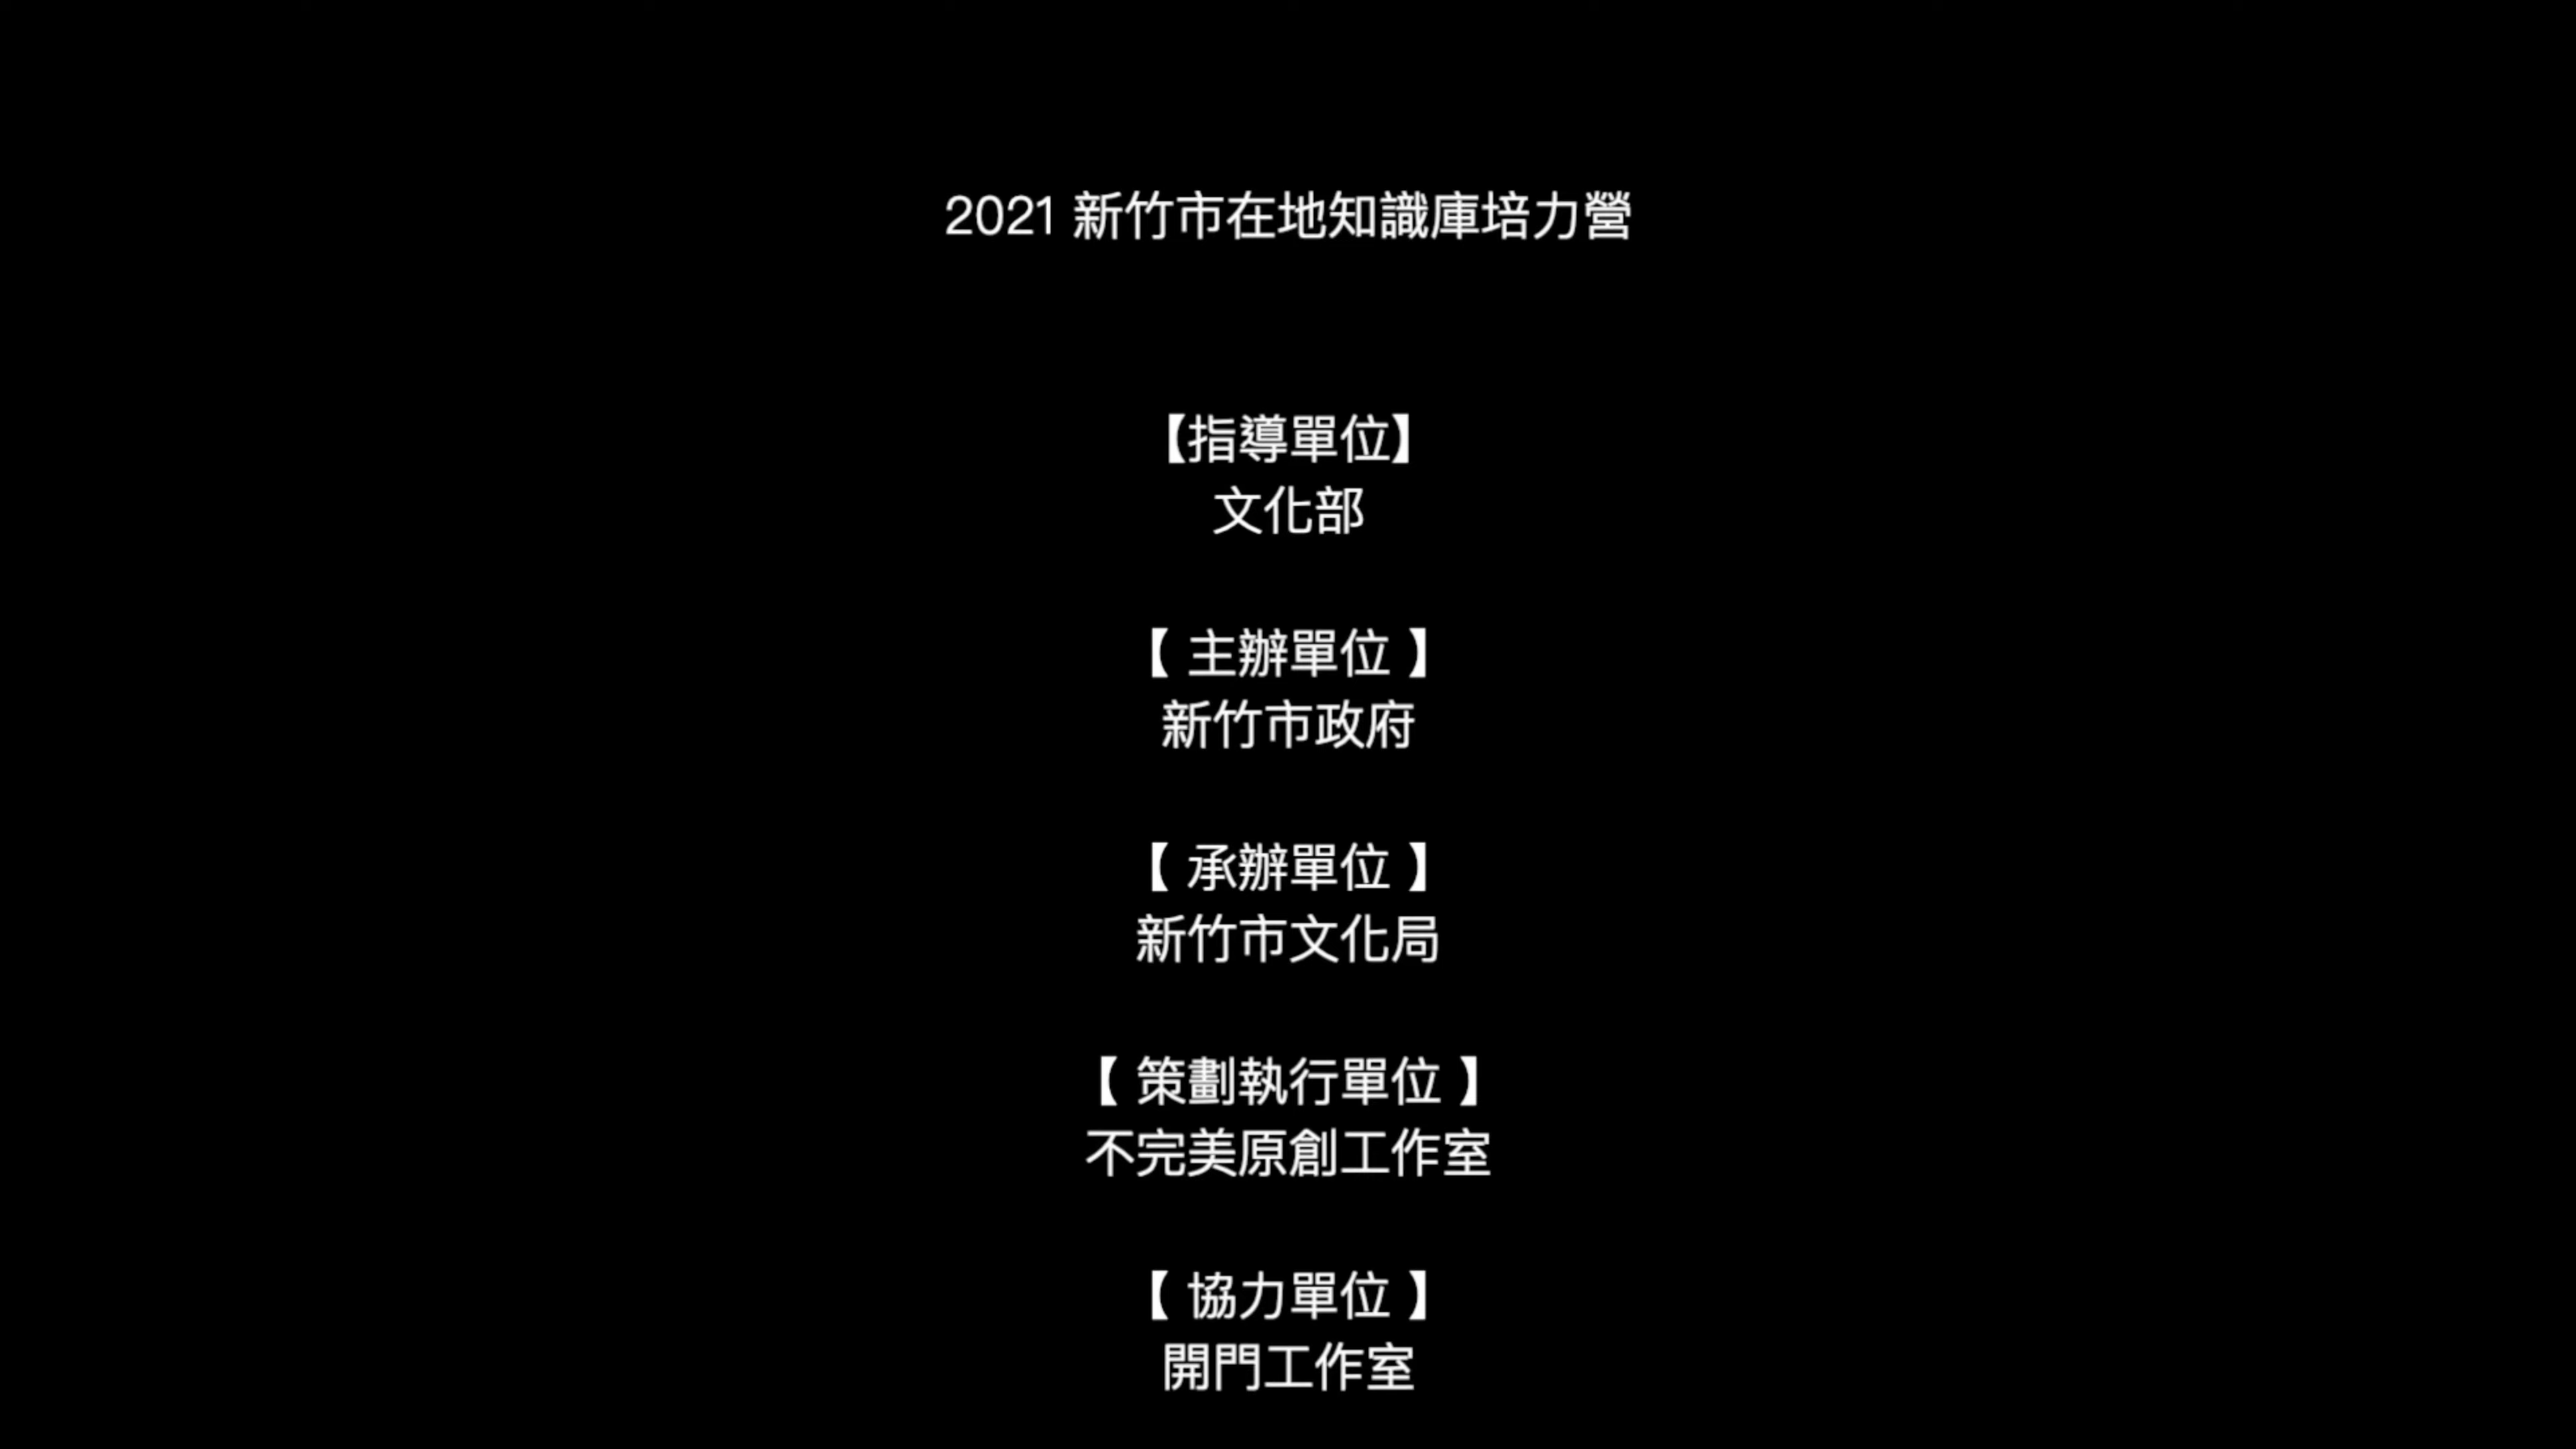 2021 新竹市在地知識庫培力營
【指導單位】
文化部
【 主辦單位 】
新竹市政府
【 承辦單位 】
新竹市文化局
【 策劃執行單位 】
不完美原創工作室
【 協力單位 】
開門工作室